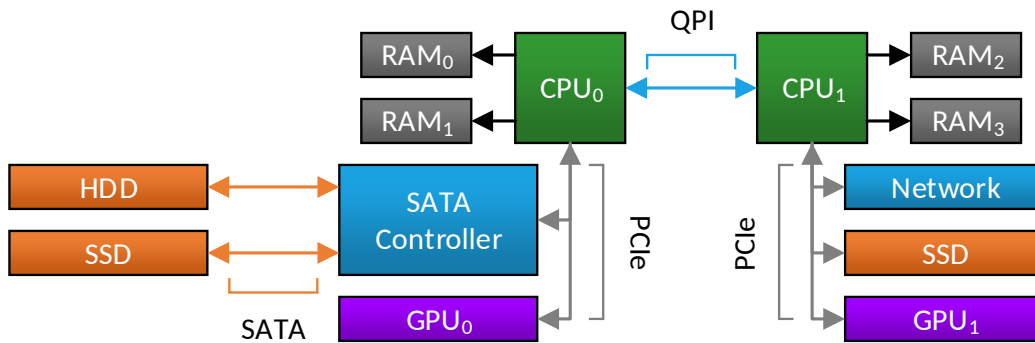 QPI
RAM₀
CPU₀
CPU₁
RAM₂
RAM₁
RAM₃
HDD
SATA
Controller
PCIe
PCIe
Network
SSD
SSD
SATA
GPU₀
GPU₁